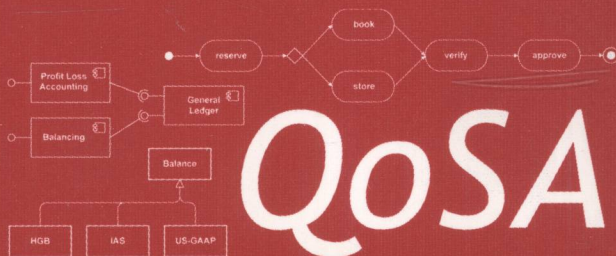 book
reserve
verify
approve
store
Profit Loss
Accounting
General
Ledger
Balancing
Balance
HGB
IAS
US-GAAP
QoSA